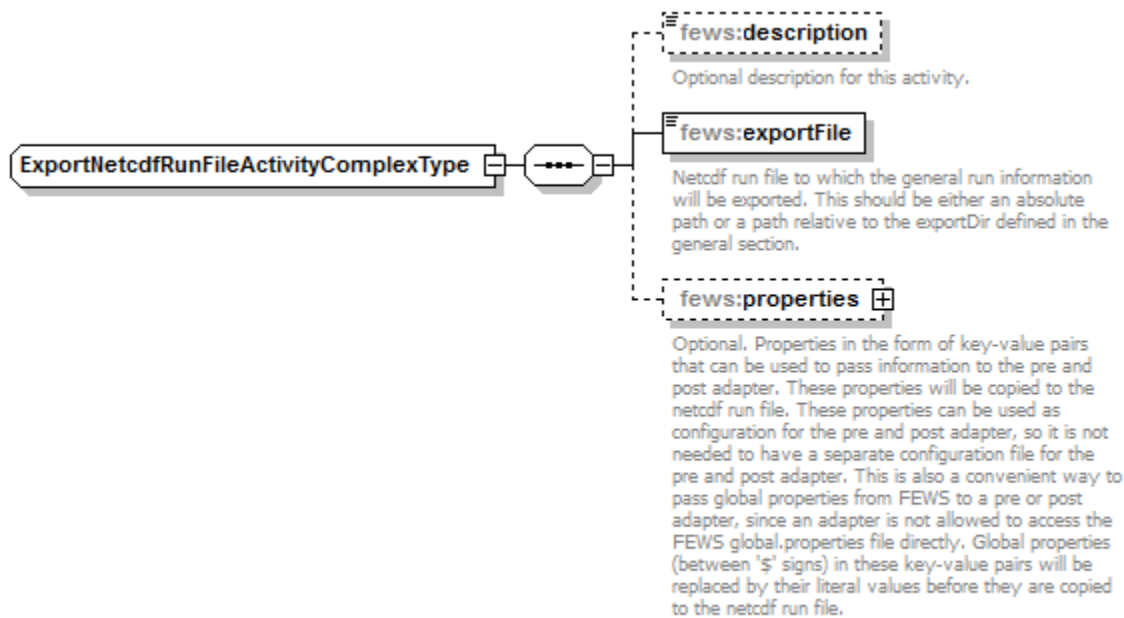 fews:description
Optional description for this activity.
ExportNetcdfRunFileActivityComplexType
fews:exportFile
Netcdf run file to which the general run information
will be exported. This should be either an absolute
path or a path relative to the exportDir defined in the
general section.
fews:properties
Optional. Properties in the form of key-value pairs
that can be used to pass information to the pre and
post adapter. These properties will be copied to the
netcdf run file. These properties can be used as
configuration for the pre and post adapter, so it is not
needed to have a separate configuration file for the
pre and post adapter. This is also a convenient way to
pass global properties from FEWS to a pre or post
adapter, since an adapter is not allowed to access the
FEWS global.properties file directly. Global properties
(between '$' signs) in these key-value pairs will be
replaced by their literal values before they are copied
to the netcdf run file.